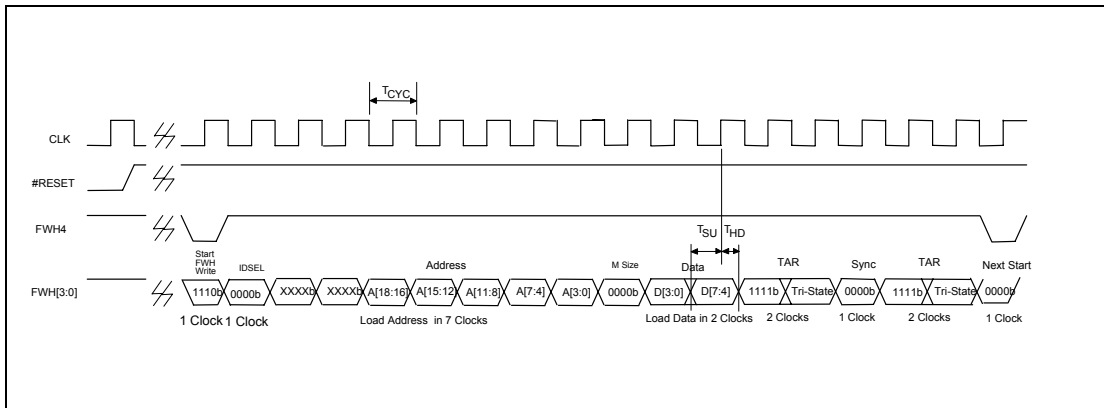 TCYC
CLK
#RESET
FWH4
TSU THD
Start
FWH
Write
IDSEL
Address
M Size
Data
TAR
Sync
TAR
Next Start
FWH[3:0]
1110b 0000b XXXXb XXXXb A[18:16] A[15:12] A[11:8] A[7:4] A[3:0] 0000b D[3:0] D[7:4] 1111b Tri-State 0000b 1111b Tri-State 0000b
1 Clock 1 Clock Load Address in 7 Clocks Load Data in 2 Clocks 2 Clocks 1 Clock 2 Clocks 1 Clock